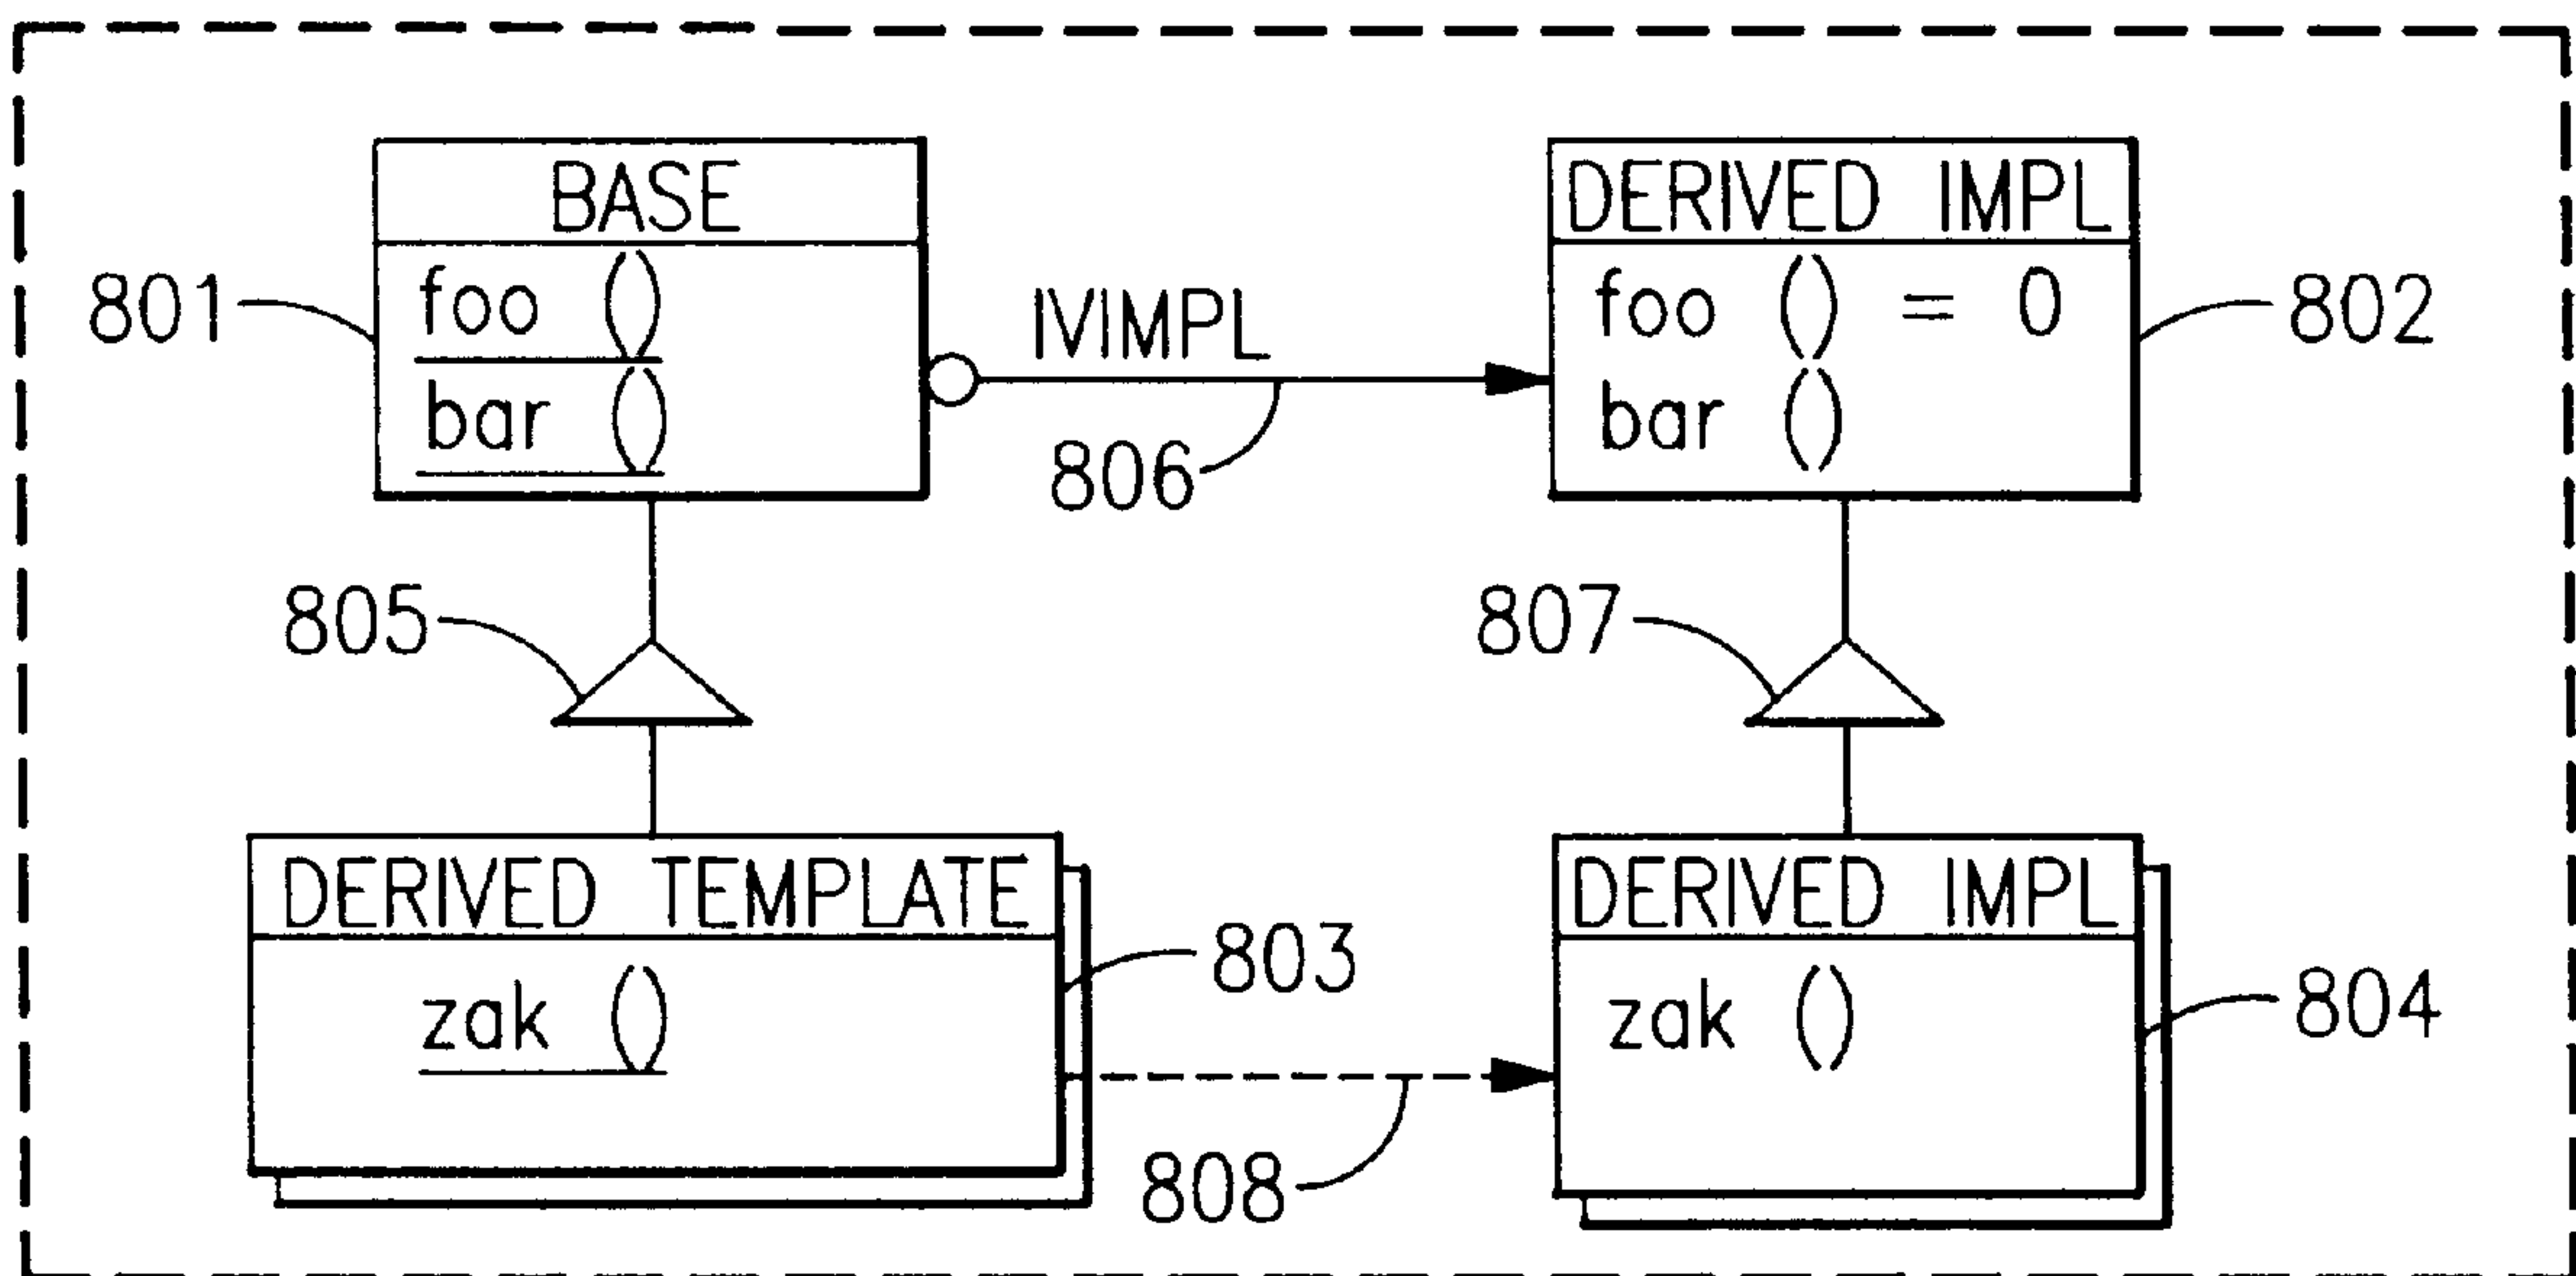 BASE
DERIVED IMPL
801
foo ()
IVIMPL
foo () = 0
802
bar ()
806
bar ()
805
807
DERIVED TEMPLATE
DERIVED IMPL
803
zak ()
zak ()
804
808